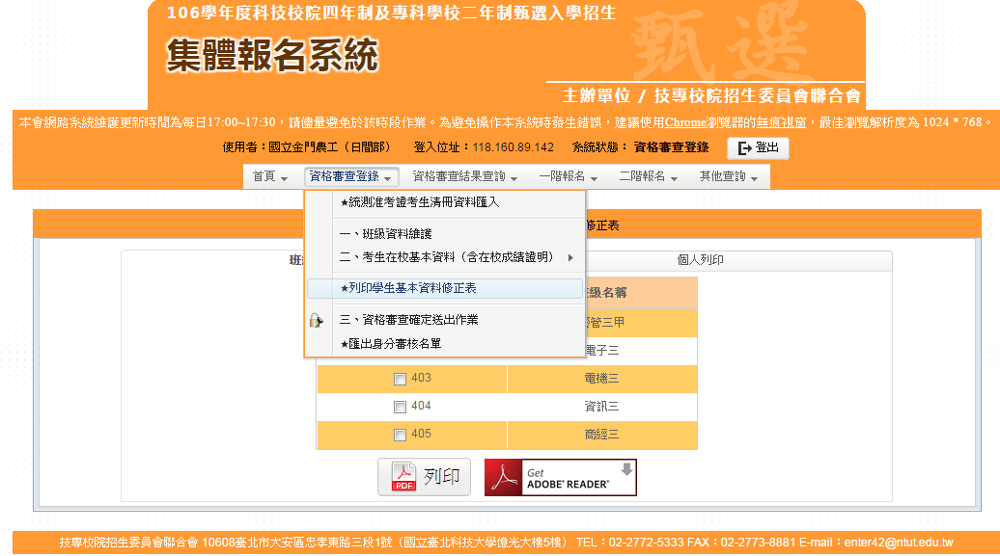 106學年度科技校院四年制及專科學校二年制甄選入學招生
甄選
集體報名系統
主辦單位 / 技專校院招生委員會聯合會
本會網路系統維護更新時間為每日17:00~17:30，請儘量避免於該時段作業。為避免操作本系統時發生錯誤，建議使用Chrome瀏覽器的無痕視窗，最佳瀏覽解析度為 1024 * 768。
使用者：國立金門農工（日間部） 登入位址：118.160.89.142 系統狀態： 資格審查登錄 登出
首頁 資格審查登錄 資格審查結果查詢 一階報名 二階報名 其他查詢
★統測准考證考生清冊資料匯入
修正表
一、班級資料維護
二、考生在校基本資料（含在校成績證明）
班 個人列印
★列印學生基本資料修正表
級名稱
三、資格審查確定送出作業
管三甲
★匯出身分審核名單
電子三
403 電機三
404 資訊三
405 商經三
PDF 列印
Get
ADOBE® READER®
技專校院招生委員會聯合會 10608臺北市大安區忠孝東路三段1號（國立臺北科技大學億光大樓5樓） TEL：02-2772-5333 FAX：02-2773-8881 E-mail：enter42@ntut.edu.tw